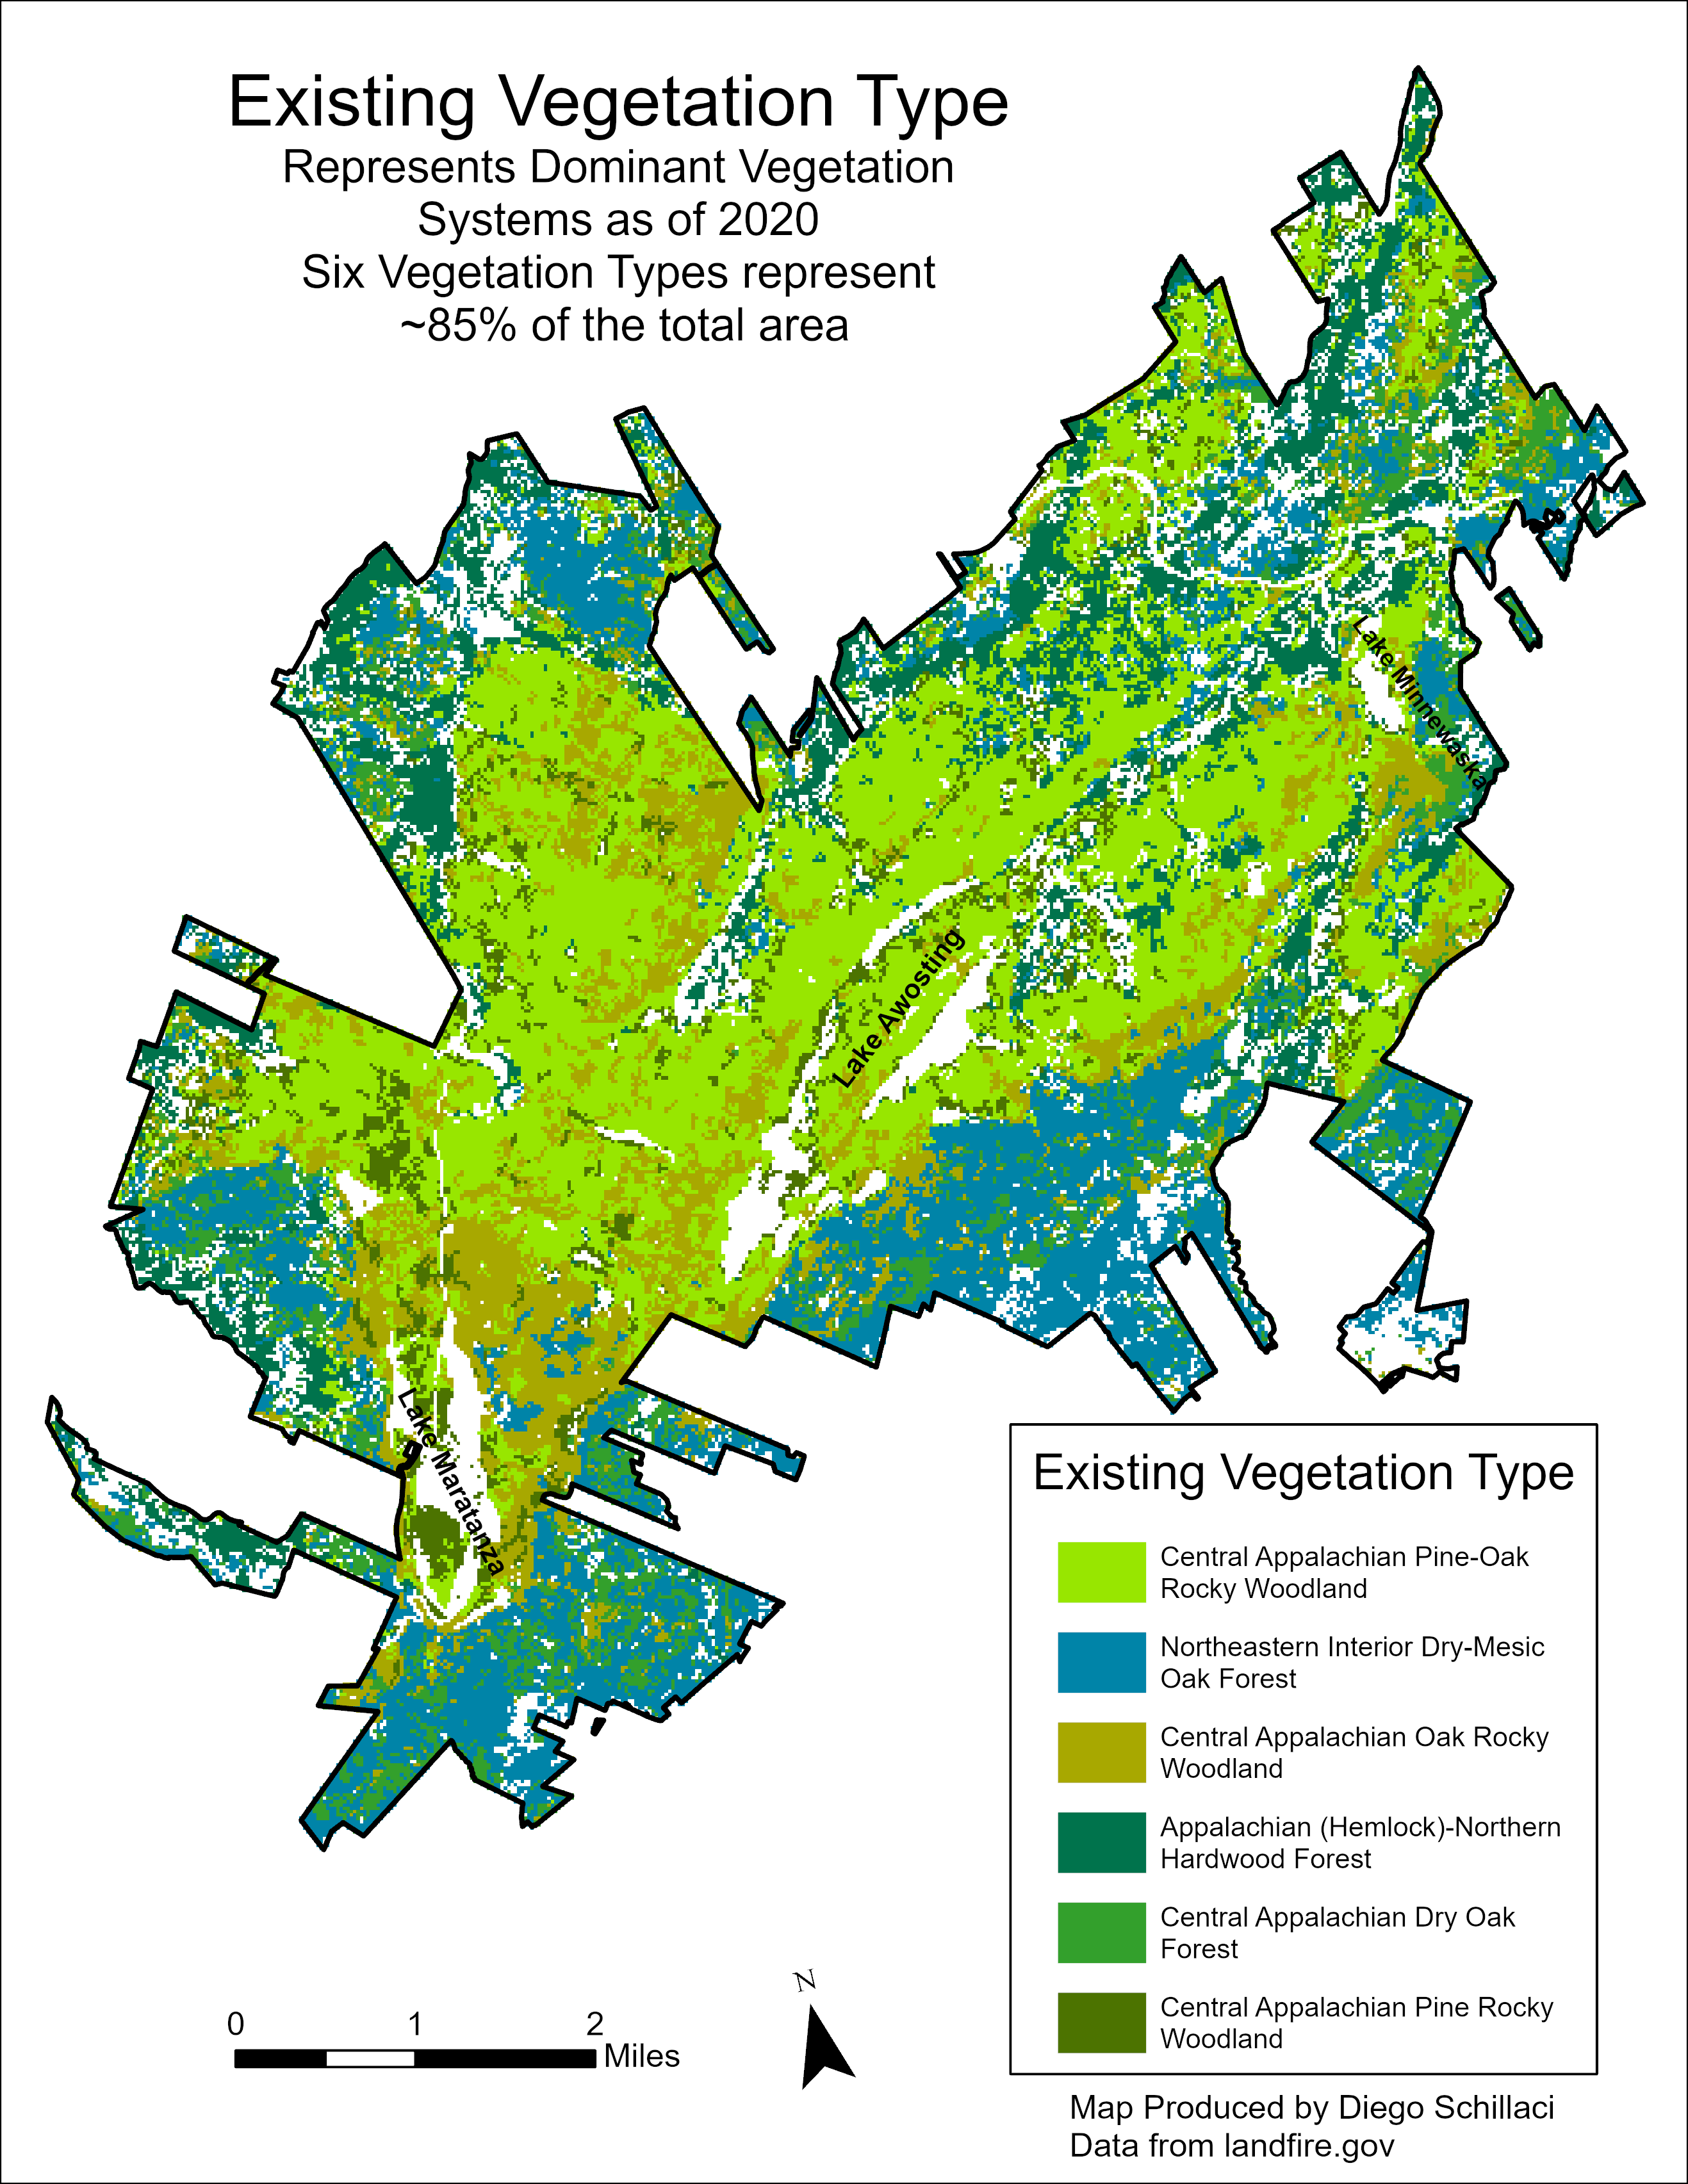 Existing Vegetation Type
Represents Dominant Vegetation
Systems as of 2020
Six Vegetation Types represent
~85% of the total area
Lake Minnewaska
Lake Awosting
Lake Maratanza
Existing Vegetation Type
Central Appalachian Pine-Oak
Rocky Woodland
Northeastern Interior Dry-Mesic
Oak Forest
Central Appalachian Oak Rocky
Woodland
Appalachian (Hemlock)-Northern
Hardwood Forest
Central Appalachian Dry Oak
Forest
Central Appalachian Pine Rocky
Woodland
N
0 1 2
Miles
Map Produced by Diego Schillaci
Data from landfire.gov